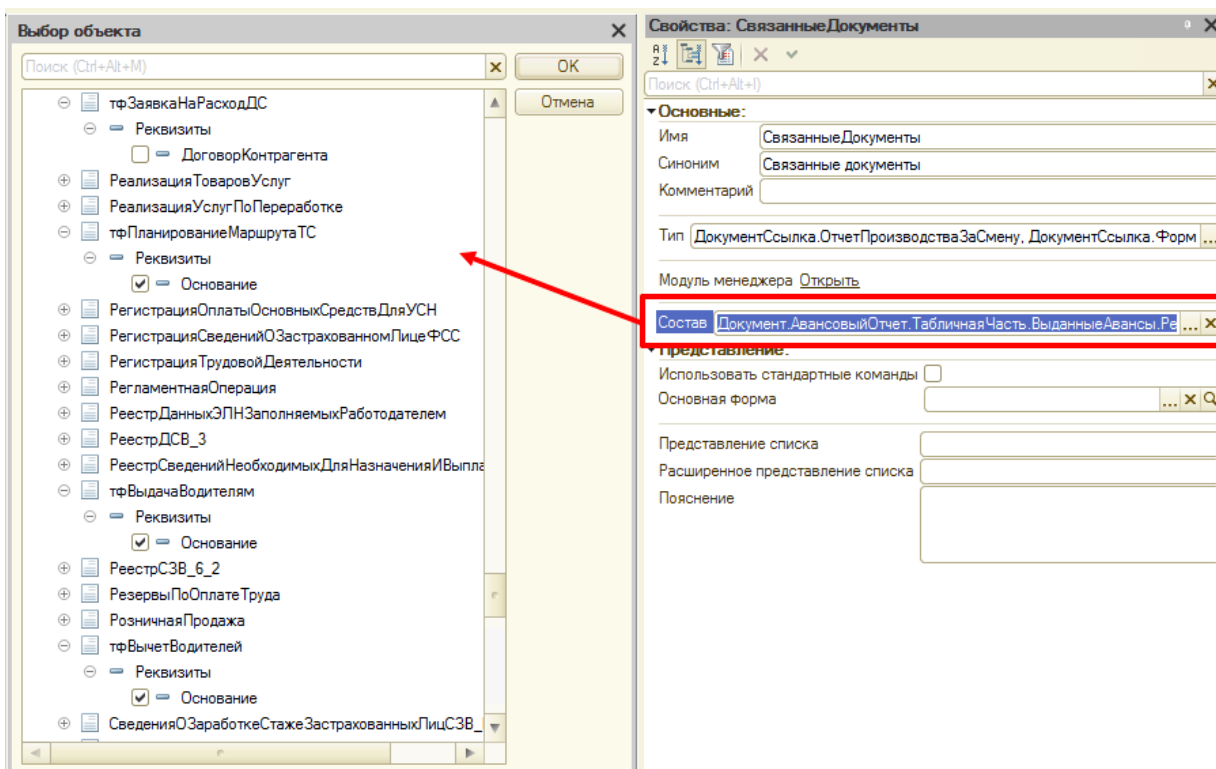 Выбор объекта
Поиск (Ctrl+Alt+M)
OK
Отмена
тфЗаявкаНаРасходДС
Реквизиты
ДоговорКонтрагента
РеализацияТоваровУслуг
РеализацияУслугПоПереработке
тфПланированиеМаршрутаТС
Реквизиты
Основание
РегистрацияОплатыОсновныхСредствДляУСН
РегистрацияСведенийОЗастрахованномЛицеФСС
РегистрацияТрудовойДеятельности
РегламентнаяОперация
РеестрДанныхЭЛНЗаполняемыхРаботодателем
РеестрДСВ_3
РеестрСведенийНеобходимыхДляНазначенияИВыпла
тфВыдачаВодителям
Реквизиты
Основание
РеестрСЗВ_6_2
РезервыПоОплатеТруда
РозничнаяПродажа
тфВычетВодителей
Реквизиты
Основание
СведенияОЗаработкеСтажеЗастрахованныхЛицСЗВ_
Свойства: СвязанныеДокументы
Поиск (Ctrl+Alt+I)
Основные:
Имя СвязанныеДокументы
Синоним Связанные документы
Комментарий
Тип ДокументСсылка.ОтчетПроизводстваЗаСмену, ДокументСсылка.Форм ...
Модуль менеджера Открыть
Состав Документ.АвансовыйОтчет.ТабличнаяЧасть.ВыданныеАвансы.Ре ...
Представление:
Использовать стандартные команды
Основная форма ...
Представление списка
Расширенное представление списка
Пояснение